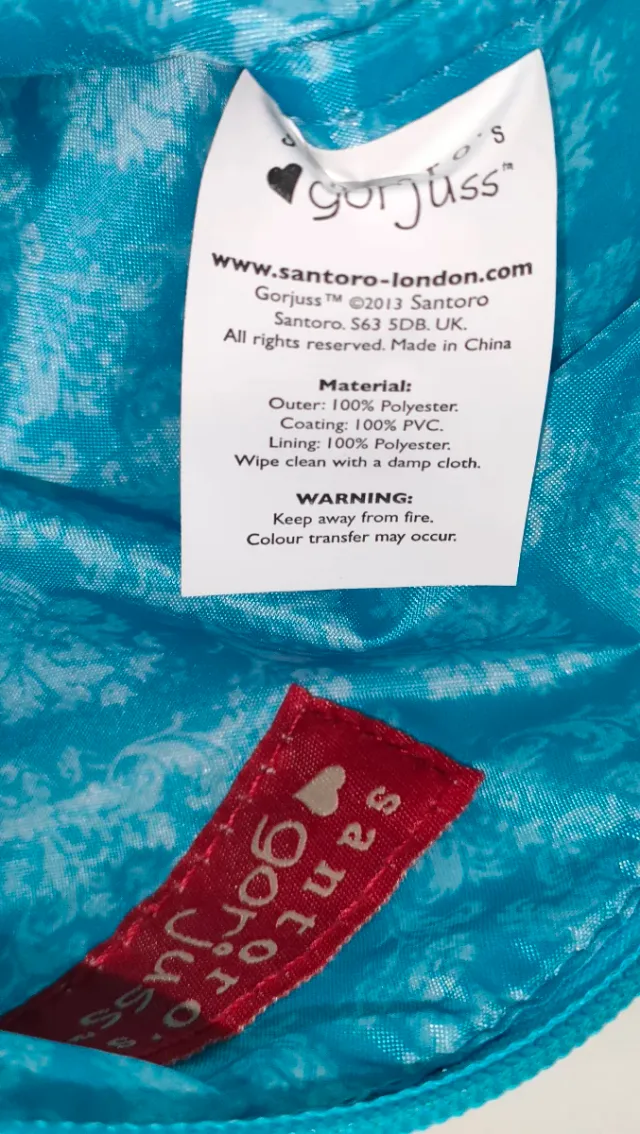 gorjuss™
www.santoro-london.com
Gorjuss™ ©2013 Santoro
Santoro. S63 5DB. UK.
All rights reserved. Made in China
Material:
Outer: 100% Polyester.
Coating: 100% PVC.
Lining: 100% Polyester.
Wipe clean with a damp cloth.
WARNING:
Keep away from fire.
Colour transfer may occur.
santoro's
gorjuss